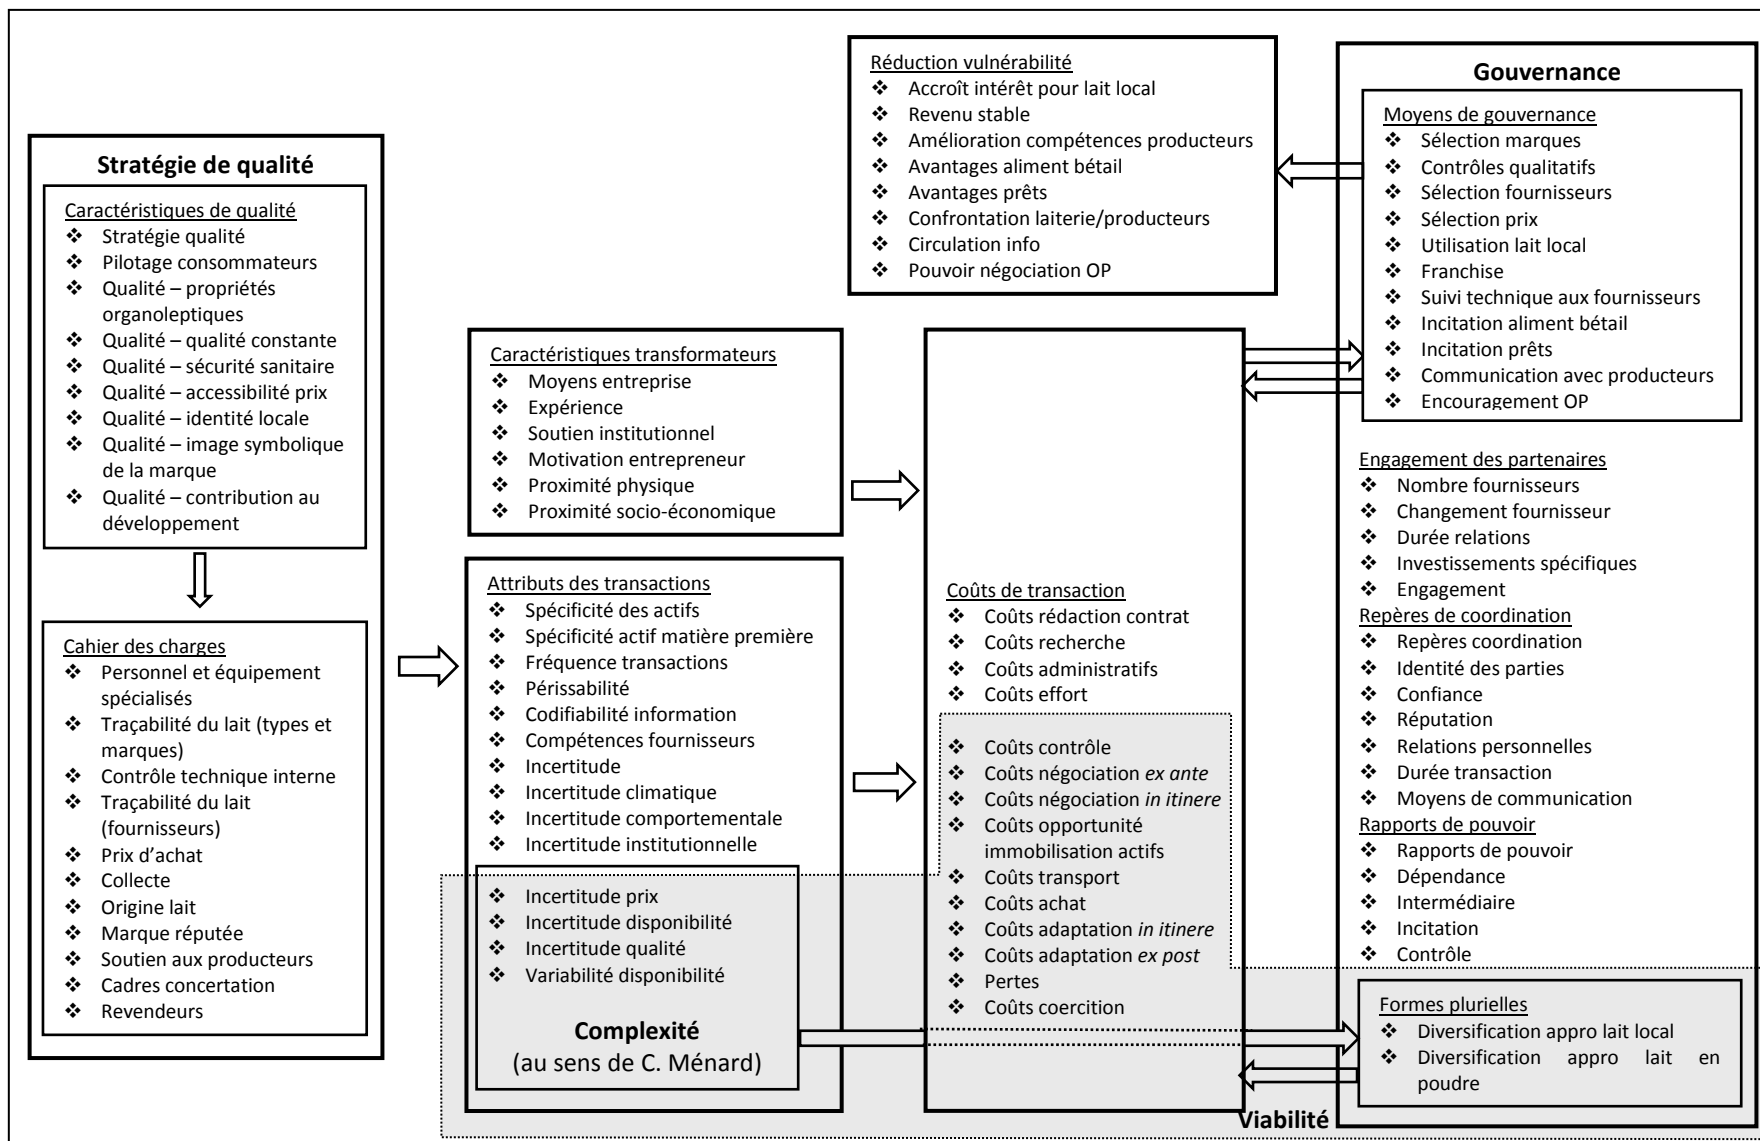 Stratégie de qualité
Caractéristiques de qualité
❖ Stratégie qualité
❖ Pilotage consommateurs
❖ Qualité – propriétés
organoleptiques
❖ Qualité – qualité constante
❖ Qualité – sécurité sanitaire
❖ Qualité – accessibilité prix
❖ Qualité – identité locale
❖ Qualité – image symbolique
de la marque
❖ Qualité – contribution au
développement
Cahier des charges
❖ Personnel et équipement
spécialisés
❖ Traçabilité du lait (types et
marques)
❖ Contrôle technique interne
❖ Traçabilité du lait
(fournisseurs)
❖ Prix d’achat
❖ Collecte
❖ Origine lait
❖ Marque réputée
❖ Soutien aux producteurs
❖ Cadres concertation
❖ Revendeurs
Caractéristiques transformateurs
❖ Moyens entreprise
❖ Expérience
❖ Soutien institutionnel
❖ Motivation entrepreneur
❖ Proximité physique
❖ Proximité socio-économique
Attributs des transactions
❖ Spécificité des actifs
❖ Spécificité actif matière première
❖ Fréquence transactions
❖ Périssabilité
❖ Codifiabilité information
❖ Compétences fournisseurs
❖ Incertitude
❖ Incertitude climatique
❖ Incertitude comportementale
❖ Incertitude institutionnelle
❖ Incertitude prix
❖ Incertitude disponibilité
❖ Incertitude qualité
❖ Variabilité disponibilité
Complexité
(au sens de C. Ménard)
Réduction vulnérabilité
❖ Accroît intérêt pour lait local
❖ Revenu stable
❖ Amélioration compétences producteurs
❖ Avantages aliment bétail
❖ Avantages prêts
❖ Confrontation laiterie/producteurs
❖ Circulation info
❖ Pouvoir négociation OP
Coûts de transaction
❖ Coûts rédaction contrat
❖ Coûts recherche
❖ Coûts administratifs
❖ Coûts effort
❖ Coûts contrôle
❖ Coûts négociation ex ante
❖ Coûts négociation in itinere
❖ Coûts opportunité
immobilisation actifs
❖ Coûts transport
❖ Coûts achat
❖ Coûts adaptation in itinere
❖ Coûts adaptation ex post
❖ Pertes
❖ Coûts coercition
Gouvernance
Moyens de gouvernance
❖ Sélection marques
❖ Contrôles qualitatifs
❖ Sélection fournisseurs
❖ Sélection prix
❖ Utilisation lait local
❖ Franchise
❖ Suivi technique aux fournisseurs
❖ Incitation aliment bétail
❖ Incitation prêts
❖ Communication avec producteurs
❖ Encouragement OP
Engagement des partenaires
❖ Nombre fournisseurs
❖ Changement fournisseur
❖ Durée relations
❖ Investissements spécifiques
❖ Engagement
Repères de coordination
❖ Repères coordination
❖ Identité des parties
❖ Confiance
❖ Réputation
❖ Relations personnelles
❖ Durée transaction
❖ Moyens de communication
Rapports de pouvoir
❖ Rapports de pouvoir
❖ Dépendance
❖ Intermédiaire
❖ Incitation
❖ Contrôle
Formes plurielles
❖ Diversification appro lait local
❖ Diversification appro lait en
poudre
Viabilité